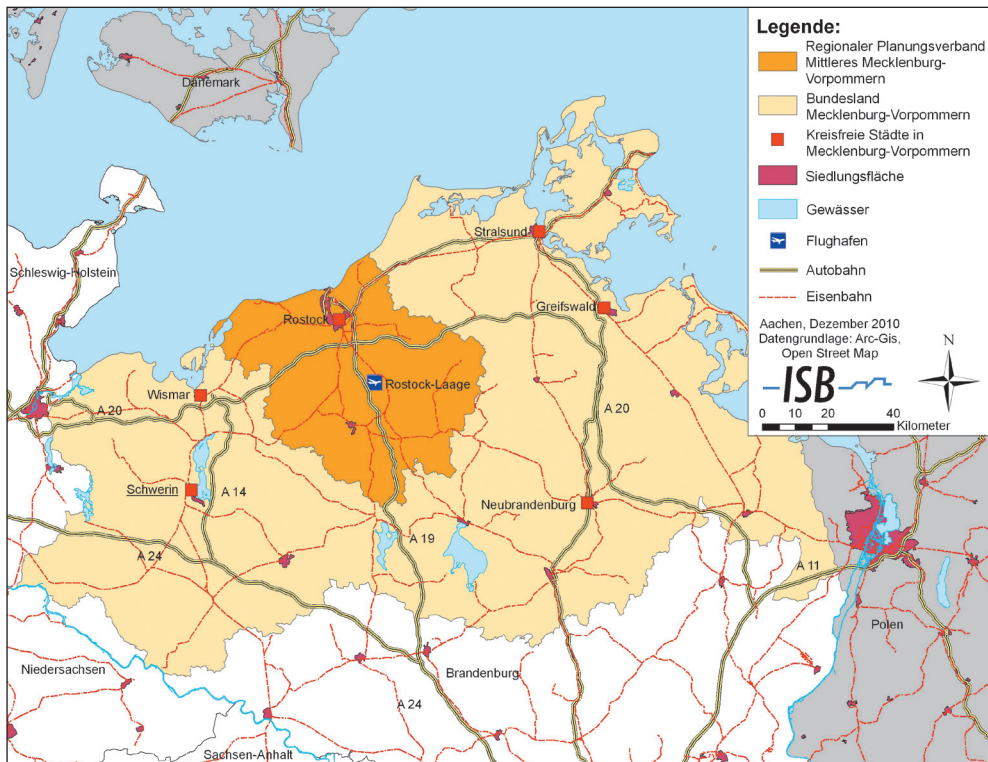 Legende:
Regionaler Planungsverband
Mittleres Mecklenburg-
Vorpommern
Bundesland
Mecklenburg-Vorpommern
Kreisfreie Städte in
Mecklenburg-Vorpommern
Siedlungsfläche
Gewässer
Flughafen
Autobahn
Eisenbahn
Aachen, Dezember 2010
Datengrundlage: Arc-Gis,
Open Street Map
N
ISB
0 10 20 40
Kilometer
Dänemark
Schleswig-Holstein
Stralsund
Greifswald
Rostock
Rostock-Laage
Wismar
A 20
A 20
Schwerin
A 14
Neubrandenburg
A 19
A 24
A 11
Polen
Niedersachsen
Brandenburg
A 24
Sachsen-Anhalt